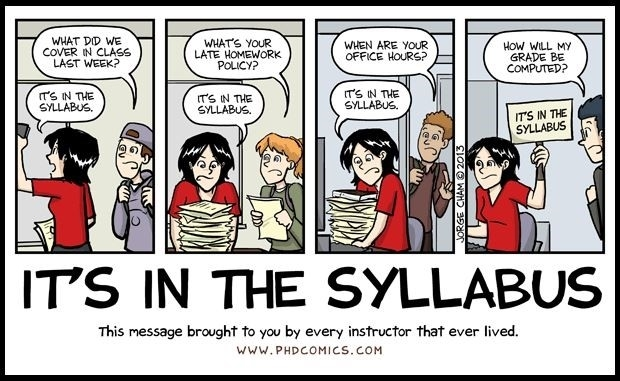 WHAT DID WE
COVER IN CLASS
LAST WEEK?
IT'S IN THE
SYLLABUS.
WHAT'S YOUR
LATE HOMEWORK
POLICY?
IT'S IN THE
SYLLABUS.
WHEN ARE YOUR
OFFICE HOURS?
IT'S IN THE
SYLLABUS.
HOW WILL MY
GRADE BE
COMPUTED?
IT'S IN THE
SYLLABUS
JORGE CHAM © 2013
IT'S IN THE SYLLABUS
This message brought to you by every instructor that ever lived.
WWW.PHDCOMICS.COM